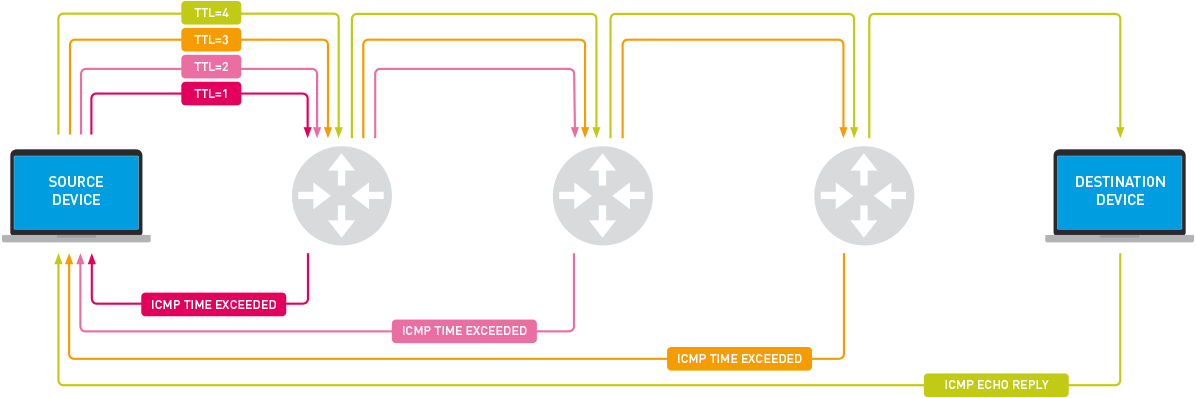 TTL=4
TTL=3
TTL=2
TTL=1
SOURCE
DEVICE
DESTINATION
DEVICE
ICMP TIME EXCEEDED
ICMP TIME EXCEEDED
ICMP TIME EXCEEDED
ICMP ECHO REPLY